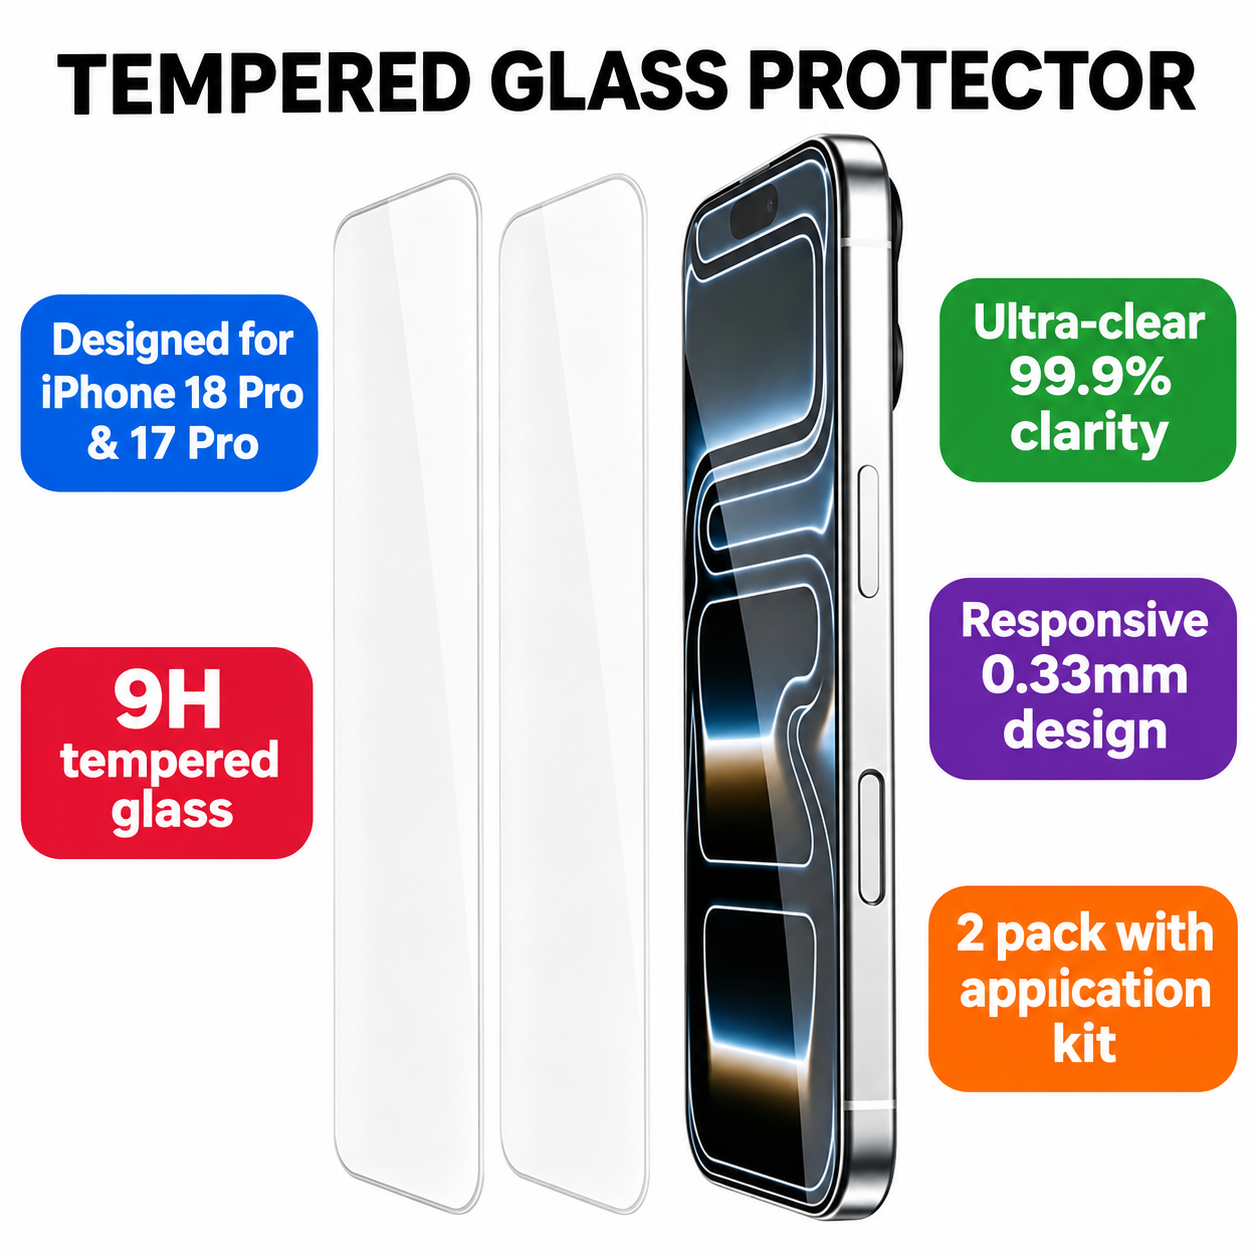 TEMPERED GLASS PROTECTOR
Designed for
iPhone 18 Pro
& 17 Pro
9H
tempered
glass
Ultra-clear
99.9%
clarity
Responsive
0.33mm
design
2 pack with
application
kit